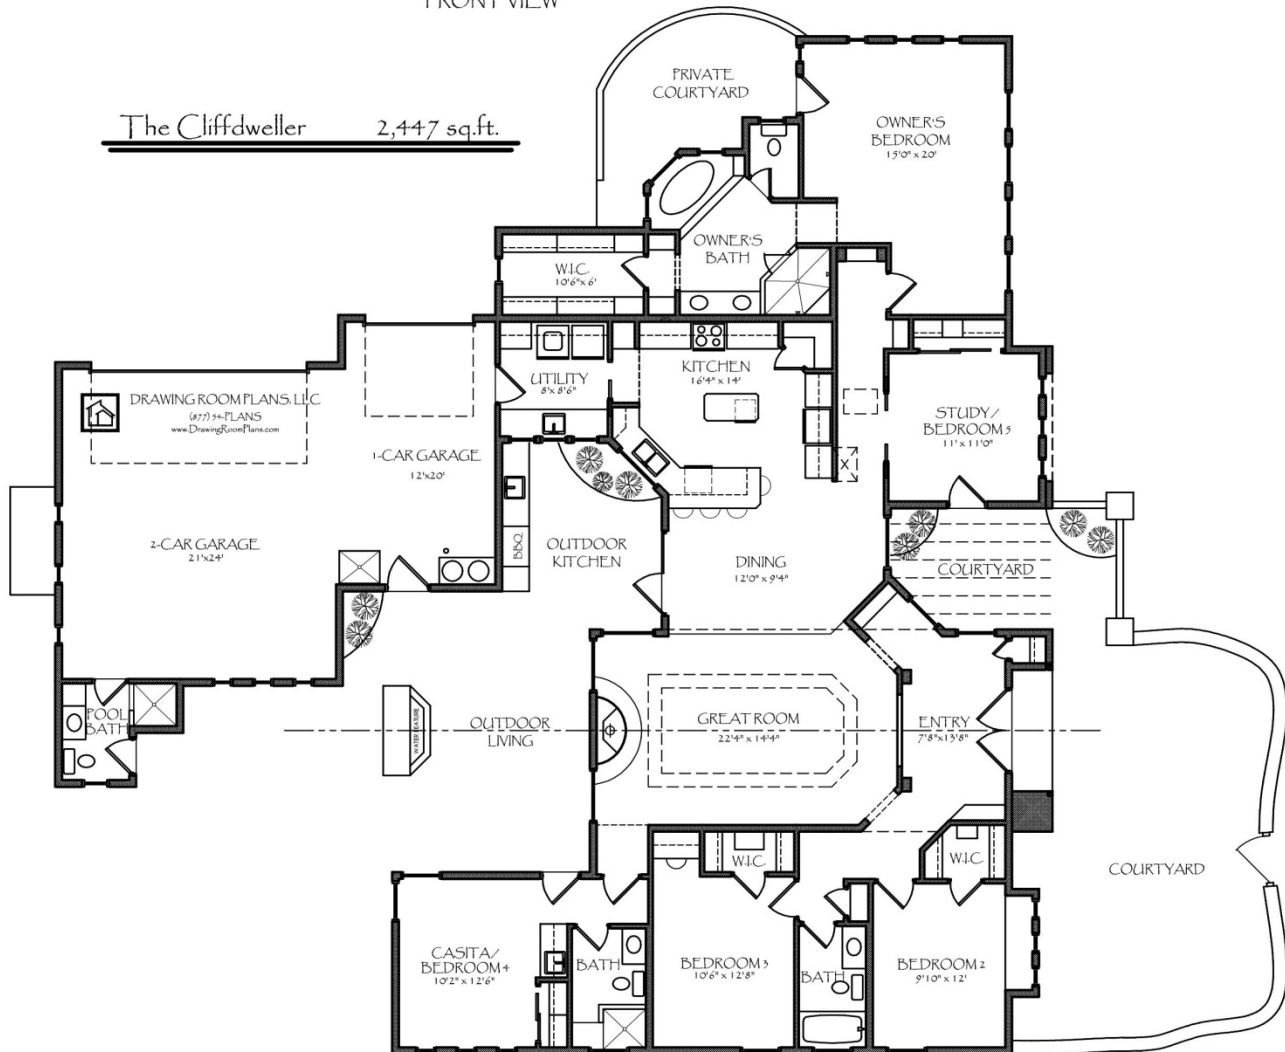 FRONT VIEW
The Cliffdweller 2,447 sq.ft.
PRIVATE
COURTYARD
OWNER'S
BEDROOM
15'0" x 20'
OWNER'S
BATH
W.I.C.
10'6" x 6'
UTILITY
8' x 8'6"
KITCHEN
16'4" x 14'
DRAWING ROOM PLANS, LLC
(877) 54-PLANS
www.DrawingRoomPlans.com
1-CAR GARAGE
12'x20'
2-CAR GARAGE
21'x24'
STUDY/
BEDROOM 5
11' x 11'0"
BBQ
OUTDOOR
KITCHEN
DINING
12'0" x 9'4"
COURTYARD
POOL
BATH
WATER FEATURE
OUTDOOR
LIVING
GREAT ROOM
22'4" x 14'4"
ENTRY
7'8" x 13'8"
W.I.C.
W.I.C.
COURTYARD
CASITA/
BEDROOM 4
10'2" x 12'6"
BATH
BEDROOM 3
10'6" x 12'8"
BATH
BEDROOM 2
9'10" x 12'